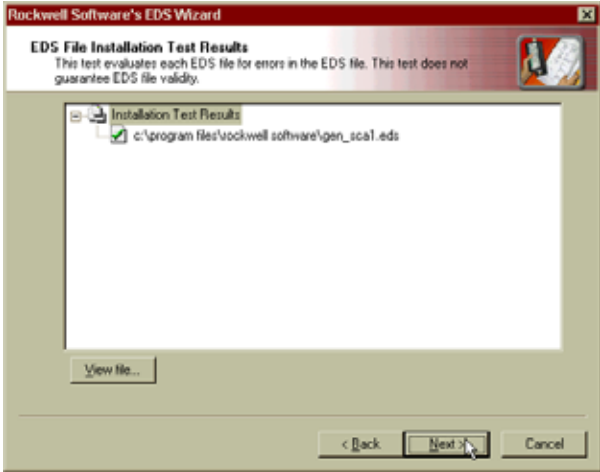 Rockwell Software's EDS Wizard
EDS File Installation Test Results
This test evaluates each EDS file for errors in the EDS file. This test does not
guarantee EDS file validity.
Installation Test Results
c:\program files\rockwell software\gen_sca1.eds
View file...
< Back
Next >
Cancel